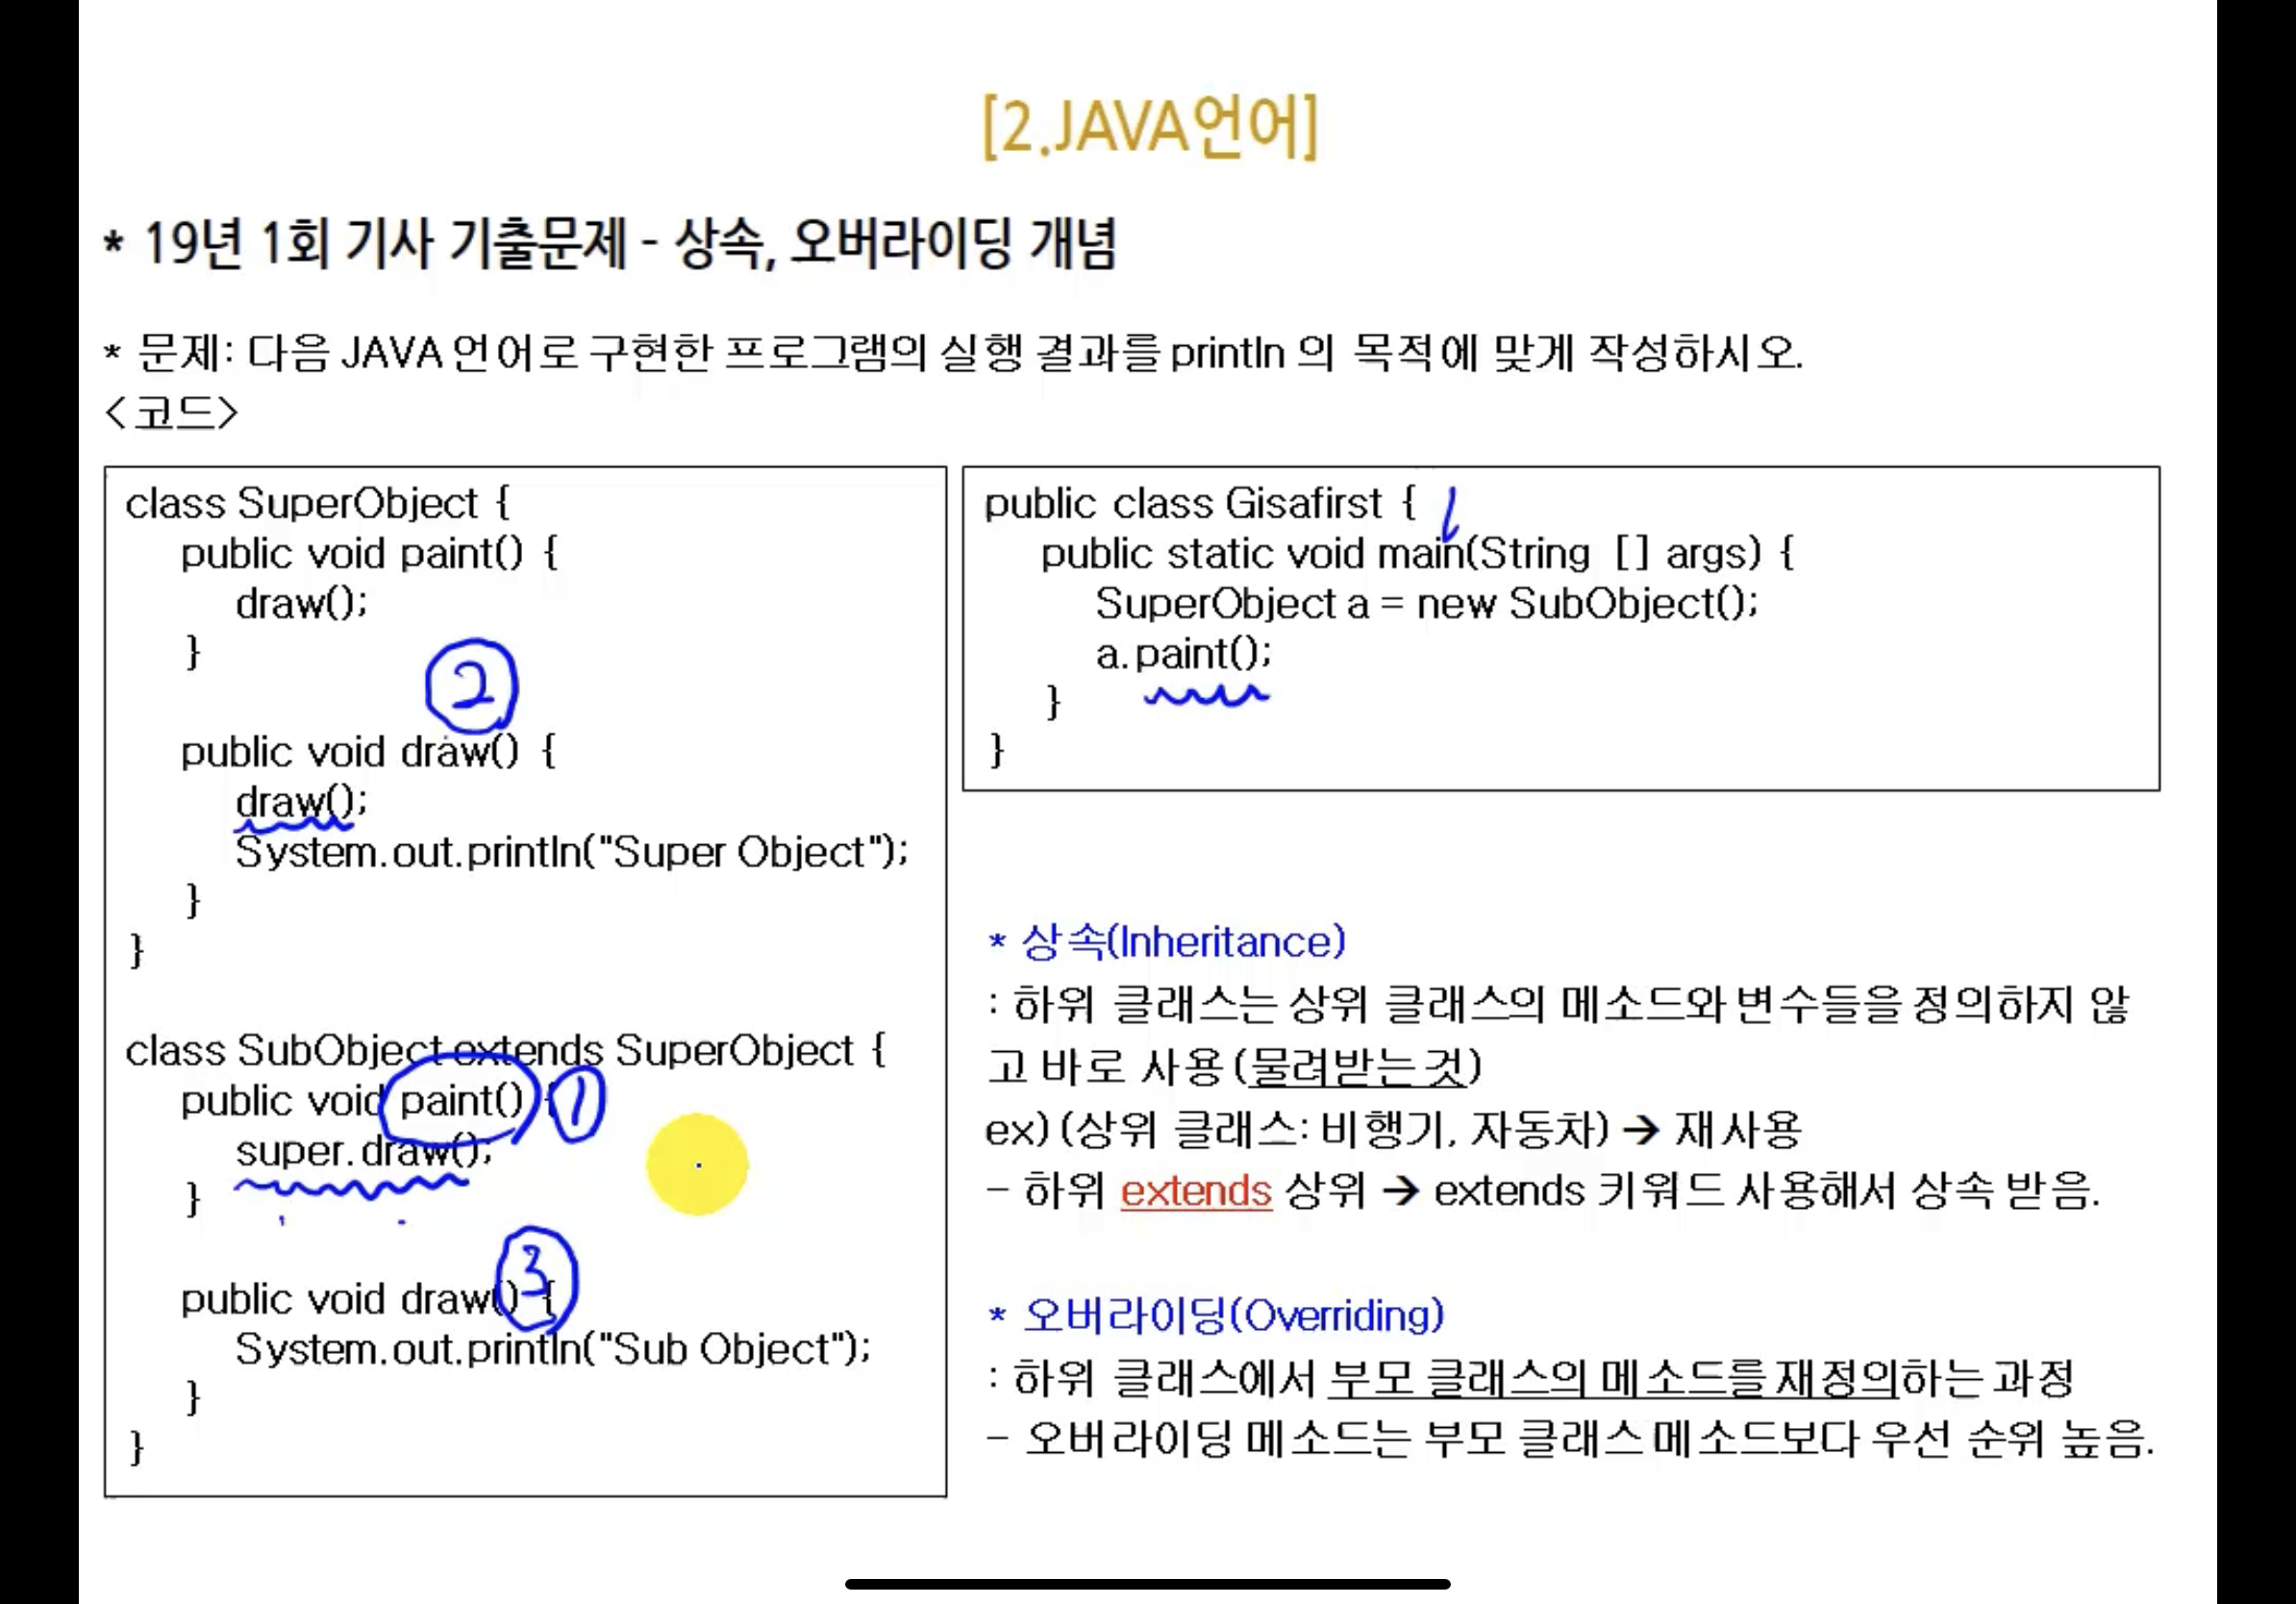 [2.JAVA언어]
* 19년 1회 기사 기출문제 - 상속, 오버라이딩 개념
* 문제: 다음 JAVA언어로 구현한 프로그램의 실행 결과를 println 의 목적에 맞게 작성하시오.
<코드>
class SuperObject {
public void paint() {
draw();
}
②
public void draw() {
draw();
System.out.println("Super Object");
}
}
class SubObject extends SuperObject {
public void paint() { ①
super.draw();
}
③
public void draw() {
System.out.println("Sub Object");
}
}
public class Gisafirst {
public static void main(String [] args) {
SuperObject a = new SubObject();
a.paint();
}
}
* 상속(Inheritance)
: 하위 클래스는 상위 클래스의 메소드와 변수들을 정의하지 않
고 바로 사용(물려받는 것)
ex) (상위 클래스: 비행기, 자동차) → 재사용
- 하위 extends 상위 → extends 키워드 사용해서 상속 받음.
* 오버라이딩(Overriding)
: 하위 클래스에서 부모 클래스의 메소드를 재정의하는 과정
- 오버라이딩 메소드는 부모 클래스 메소드보다 우선 순위 높음.